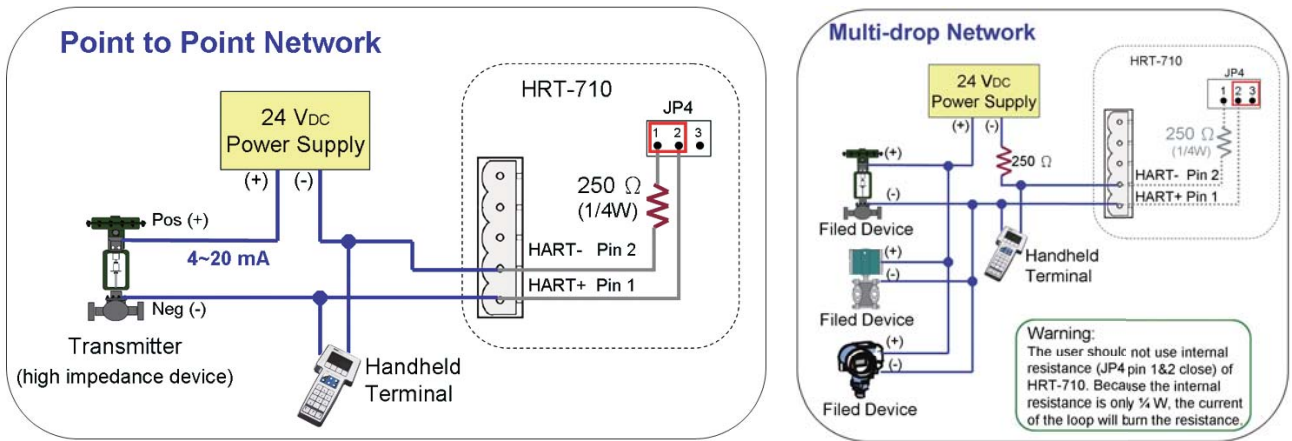 Point to Point Network
24 VDC
Power Supply
(+) (-)
Pos (+)
4~20 mA
Neg (-)
Transmitter
(high impedance device)
Handheld
Terminal
HRT-710
JP4
1 2 3
250 Ω
(1/4W)
HART- Pin 2
HART+ Pin 1
Multi-drop Network
24 VDC
Power Supply
(+) (-)
250 Ω
HRT-710
JP4
1 2 3
250 Ω
(1/4W)
HART- Pin 2
HART+ Pin 1
(+)
(-)
Filed Device
Handheld
Terminal
(+)
(-)
Filed Device
(+)
(-)
Filed Device
Warning:
The user should not use internal
resistance (JP4 pin 1&2 close) of
HRT-710. Because the internal
resistance is only ¼ W, the current
of the loop will burn the resistance.